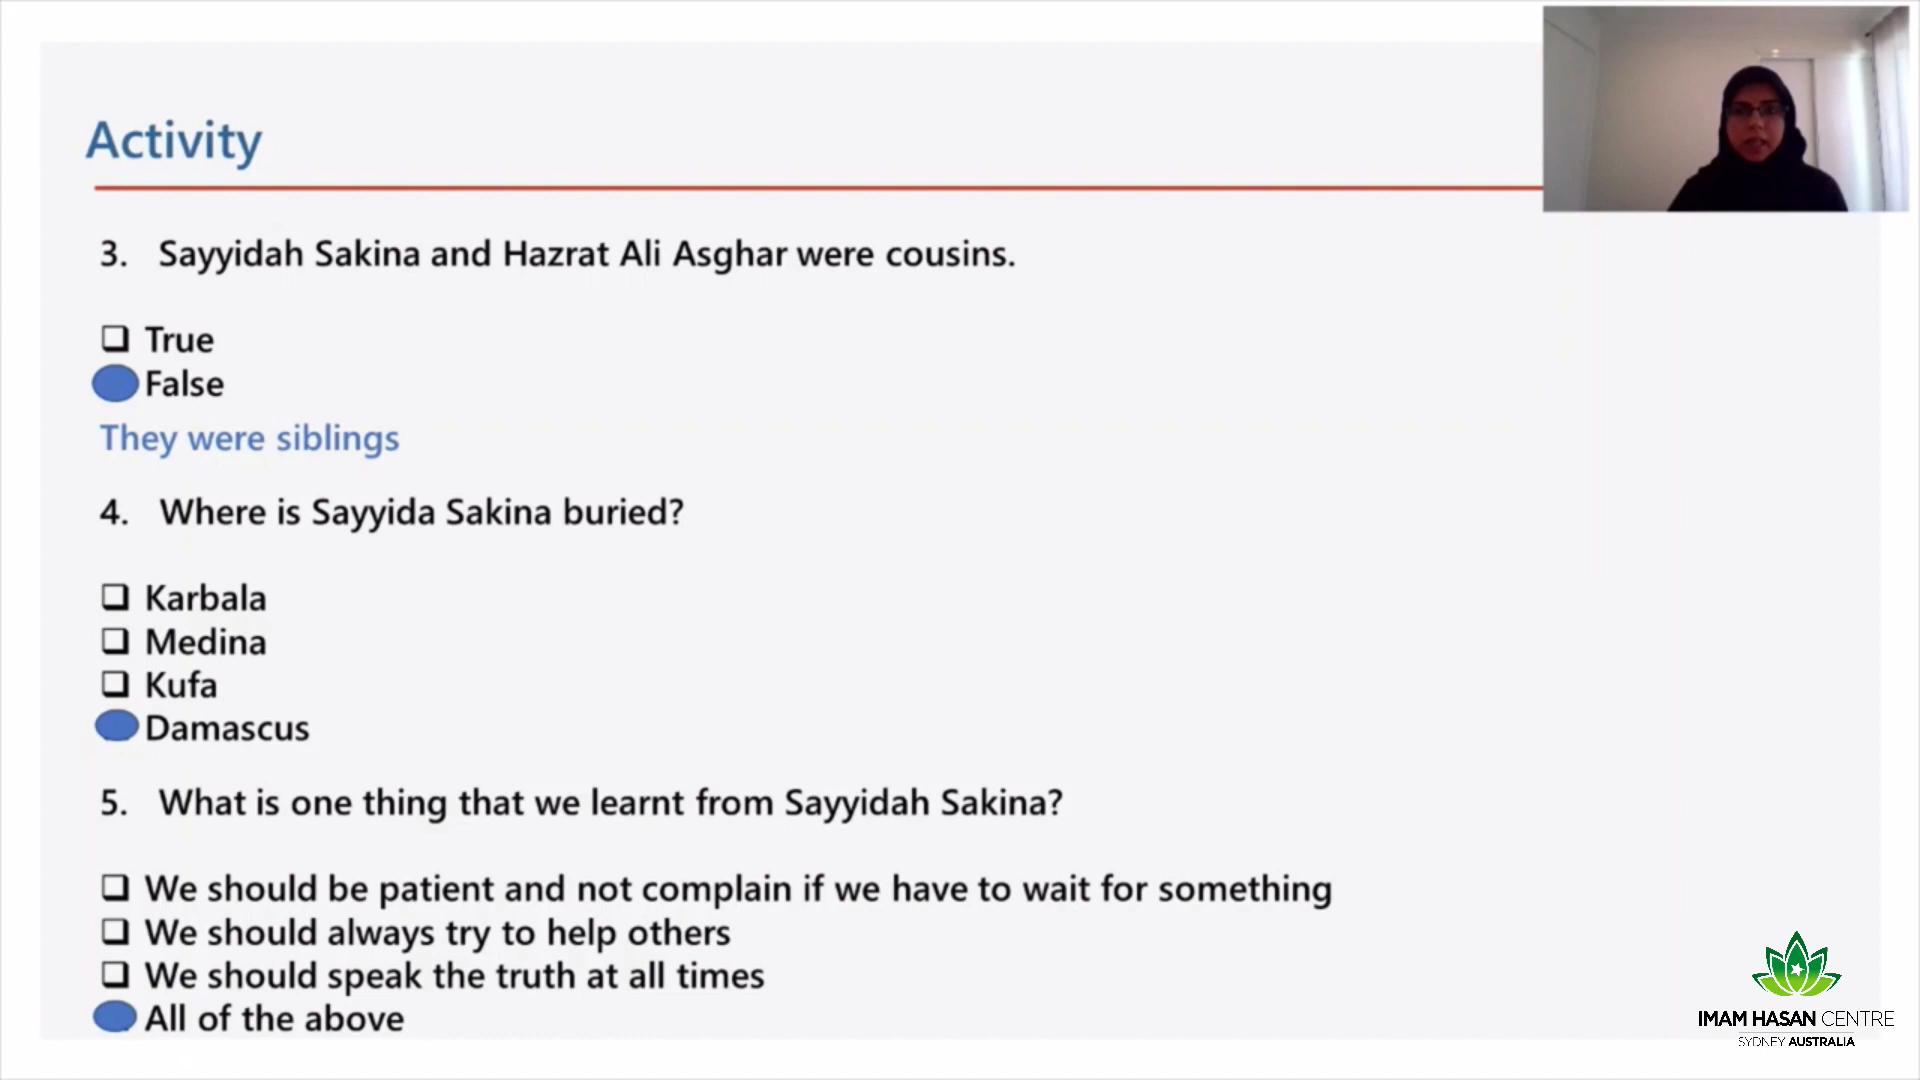 Activity
3. Sayyidah Sakina and Hazrat Ali Asghar were cousins.
True
False
They were siblings
4. Where is Sayyida Sakina buried?
Karbala
Medina
Kufa
Damascus
5. What is one thing that we learnt from Sayyidah Sakina?
We should be patient and not complain if we have to wait for something
We should always try to help others
We should speak the truth at all times
All of the above
IMAM HASAN CENTRE
SYDNEY AUSTRALIA